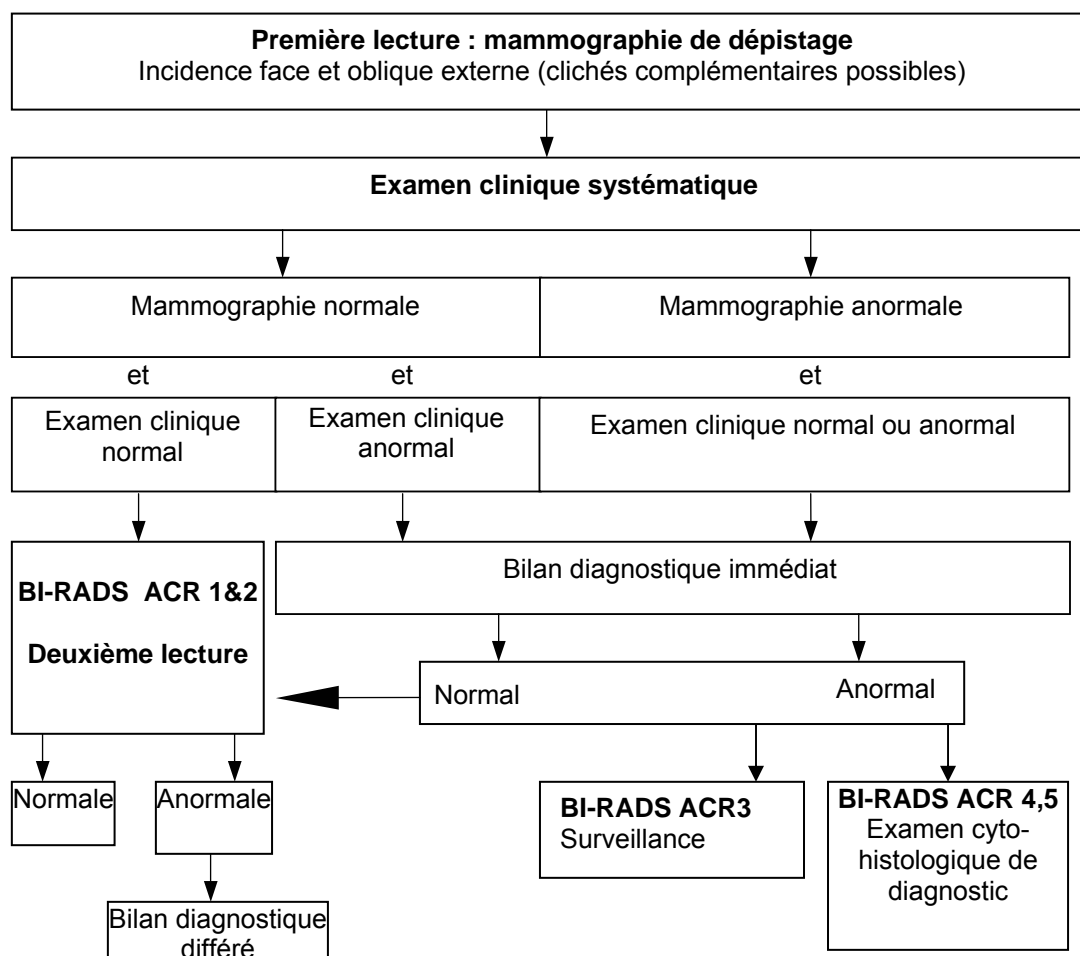 Première lecture : mammographie de dépistage
Incidence face et oblique externe (clichés complémentaires possibles)
Examen clinique systématique
Mammographie normale
Mammographie anormale
et
et
et
Examen clinique
normal
Examen clinique
anormal
Examen clinique normal ou anormal
BI-RADS ACR 1&2
Deuxième lecture
Bilan diagnostique immédiat
Normal
Anormal
Normale
Anormale
BI-RADS ACR3
Surveillance
BI-RADS ACR 4,5
Examen cyto-
histologique de
diagnostic
Bilan diagnostique
différé